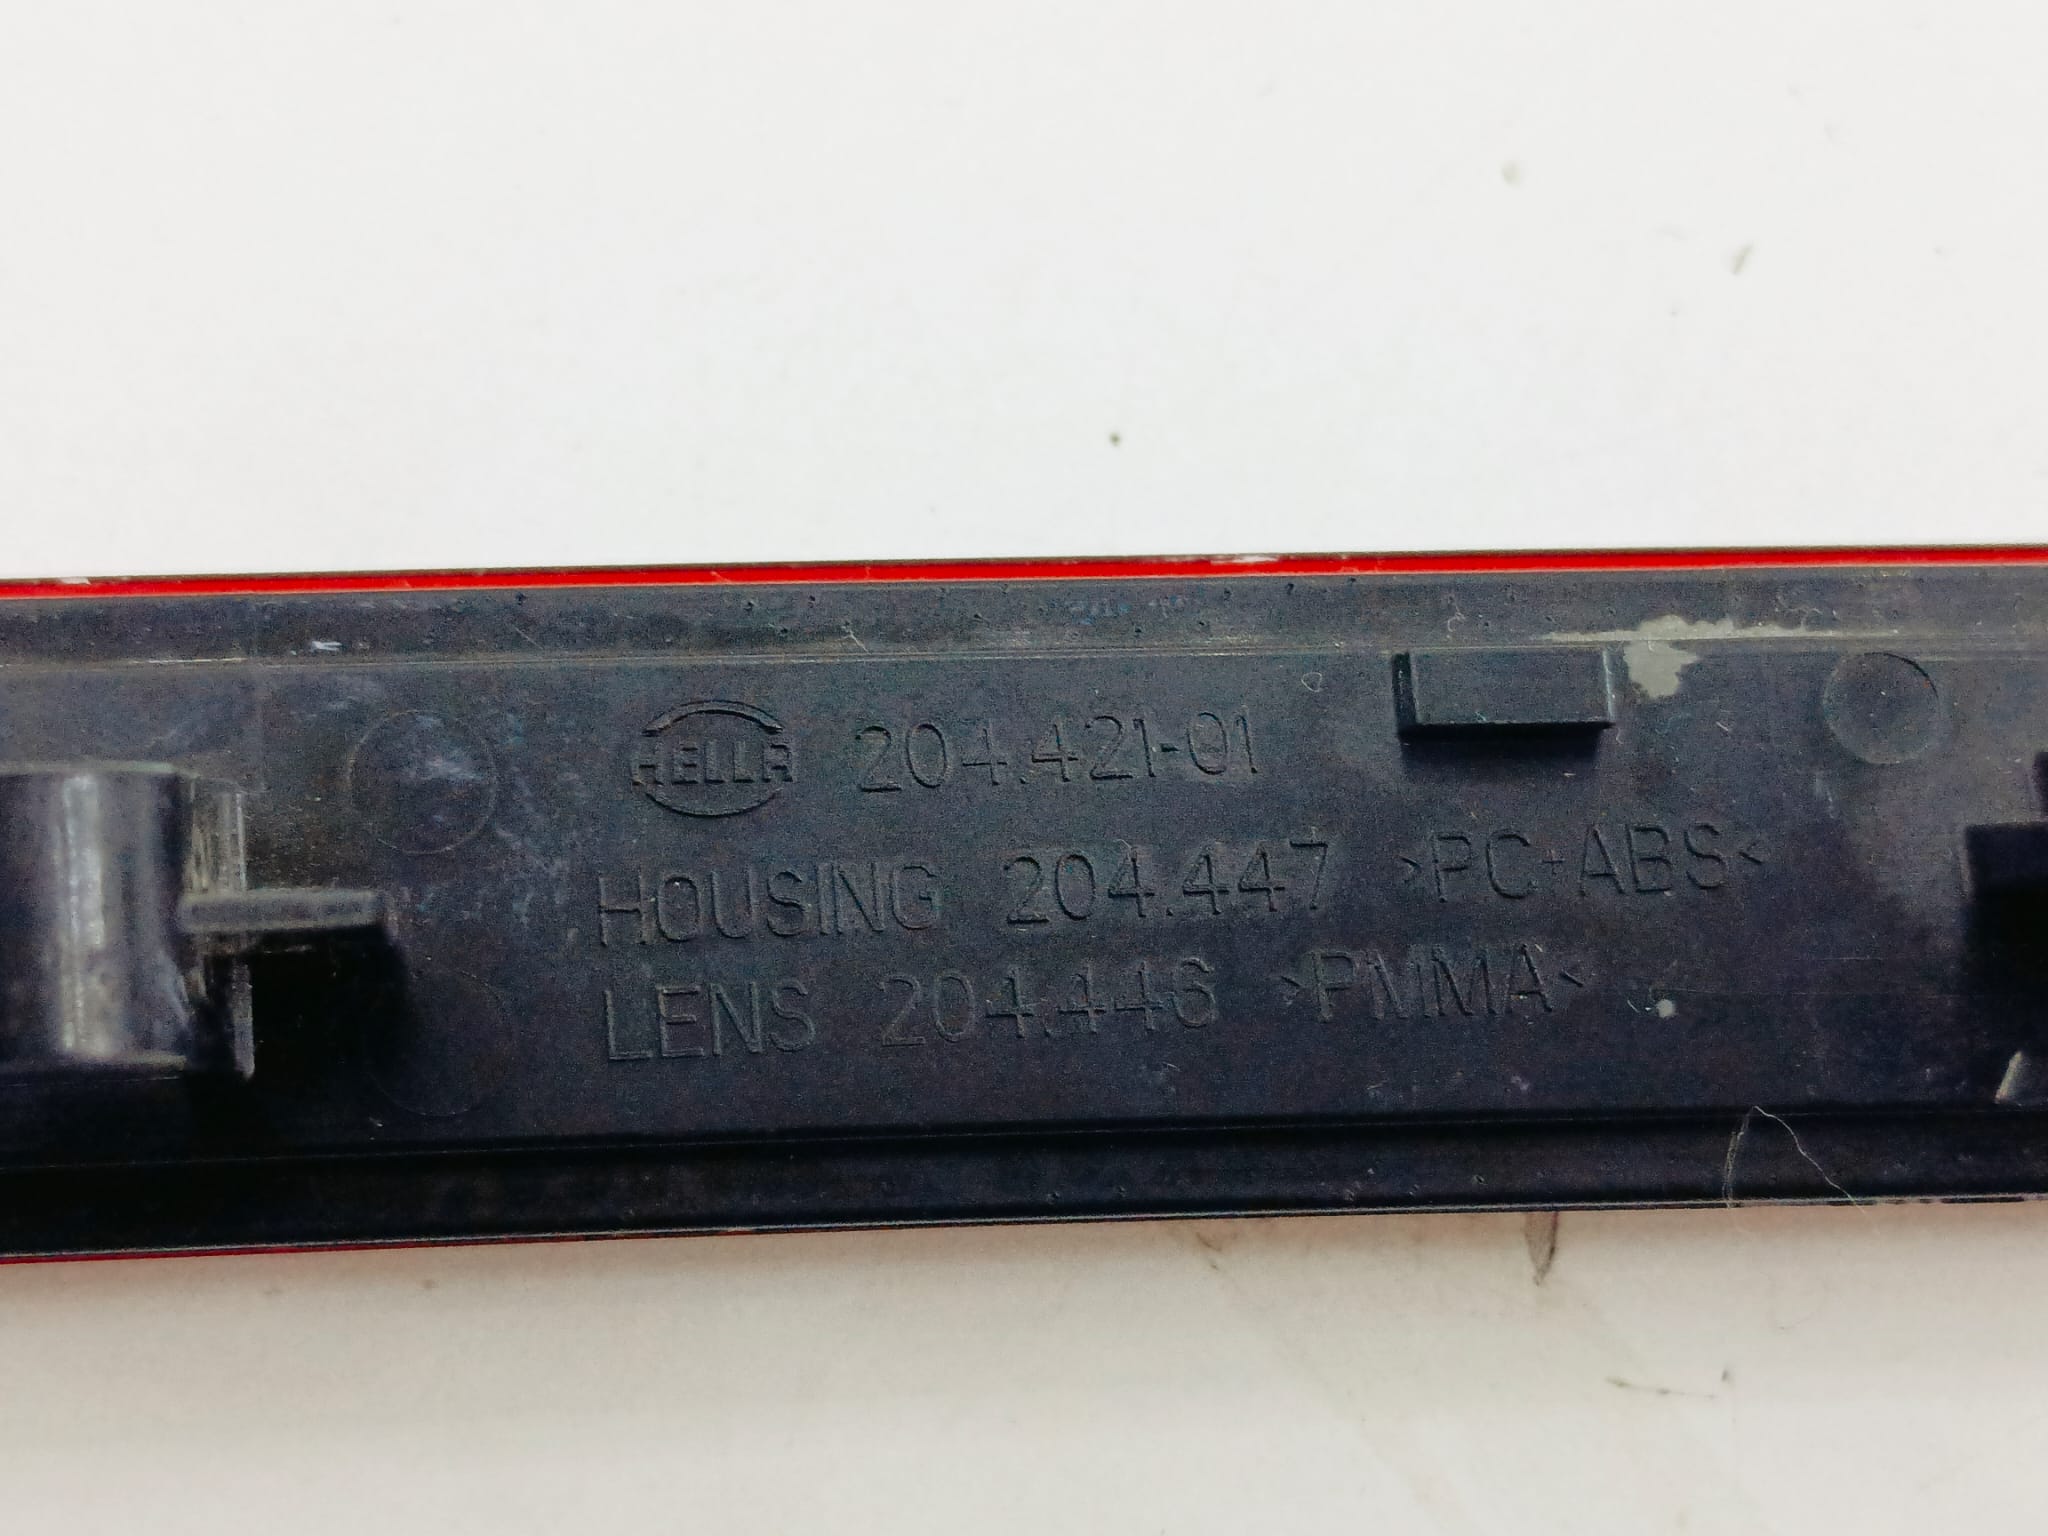 HELLA 204.421-01
HOUSING 204.447 >PC+ABS<
LENS 204.446 >PMMA<